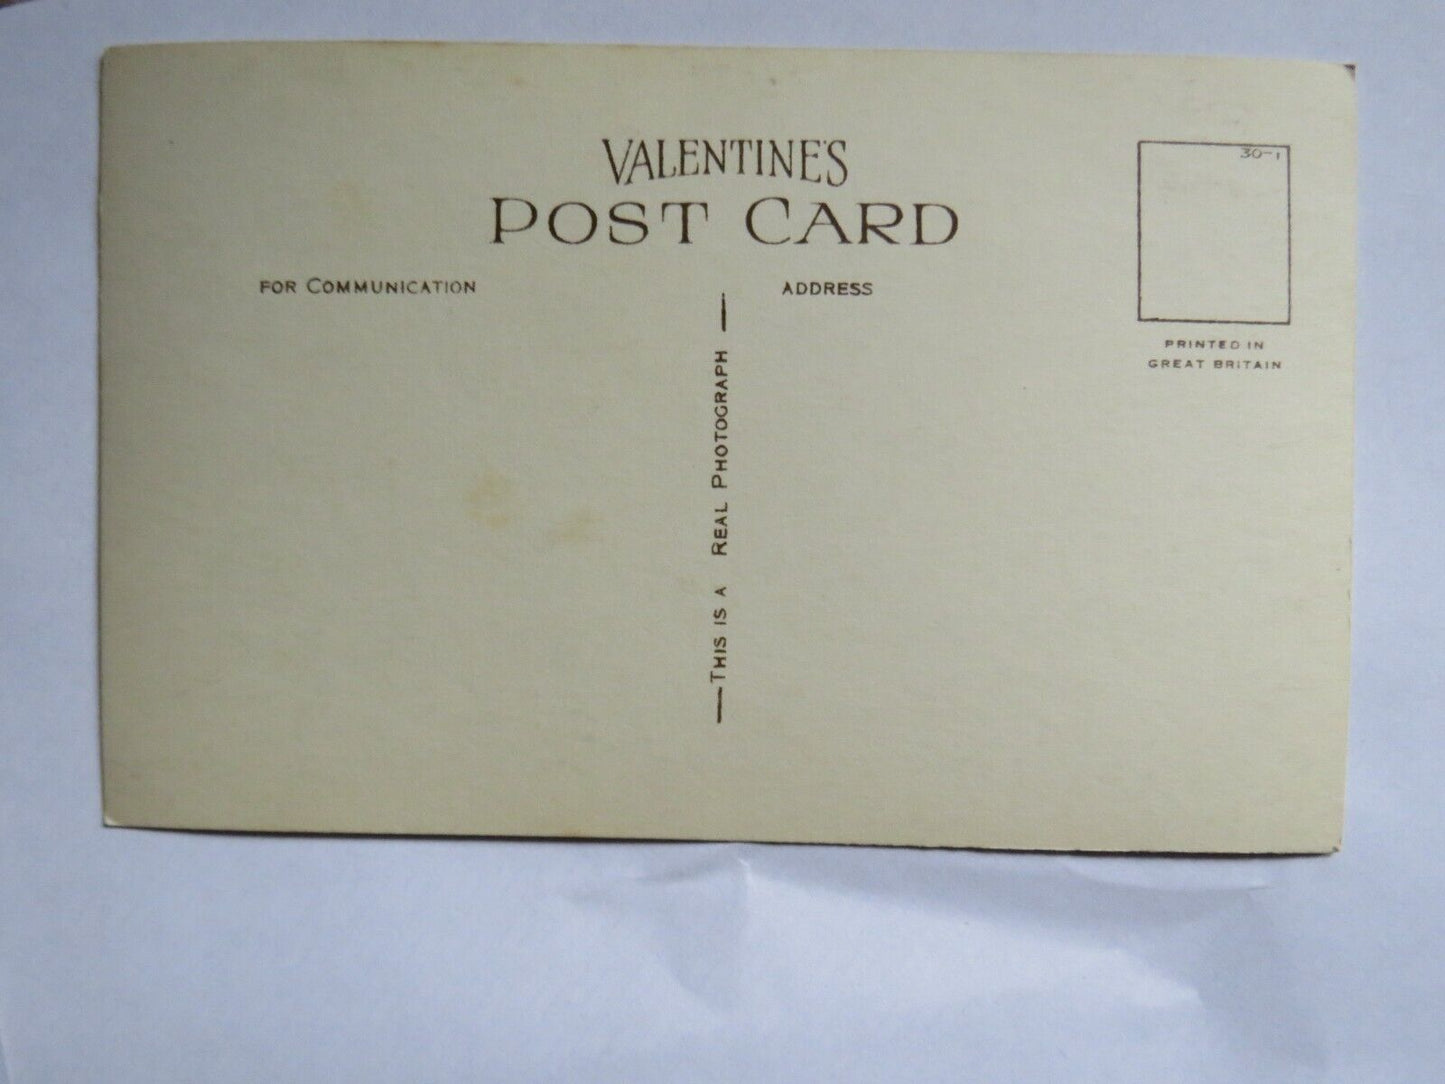 VALENTINE'S
POST CARD
FOR COMMUNICATION
ADDRESS
30-1
PRINTED IN
GREAT BRITAIN
THIS IS A REAL PHOTOGRAPH